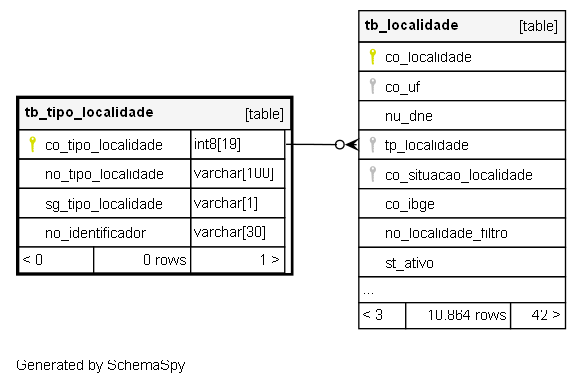 tb_tipo_localidade [table]
co_tipo_localidade int8[19]
no_tipo_localidade varchar[100]
sg_tipo_localidade varchar[1]
no_identificador varchar[30]
< 0 0 rows 1 >
tb_localidade [table]
co_localidade
co_uf
nu_dne
tp_localidade
co_situacao_localidade
co_ibge
no_localidade_filtro
st_ativo
...
< 3 10.864 rows 42 >
Generated by SchemaSpy